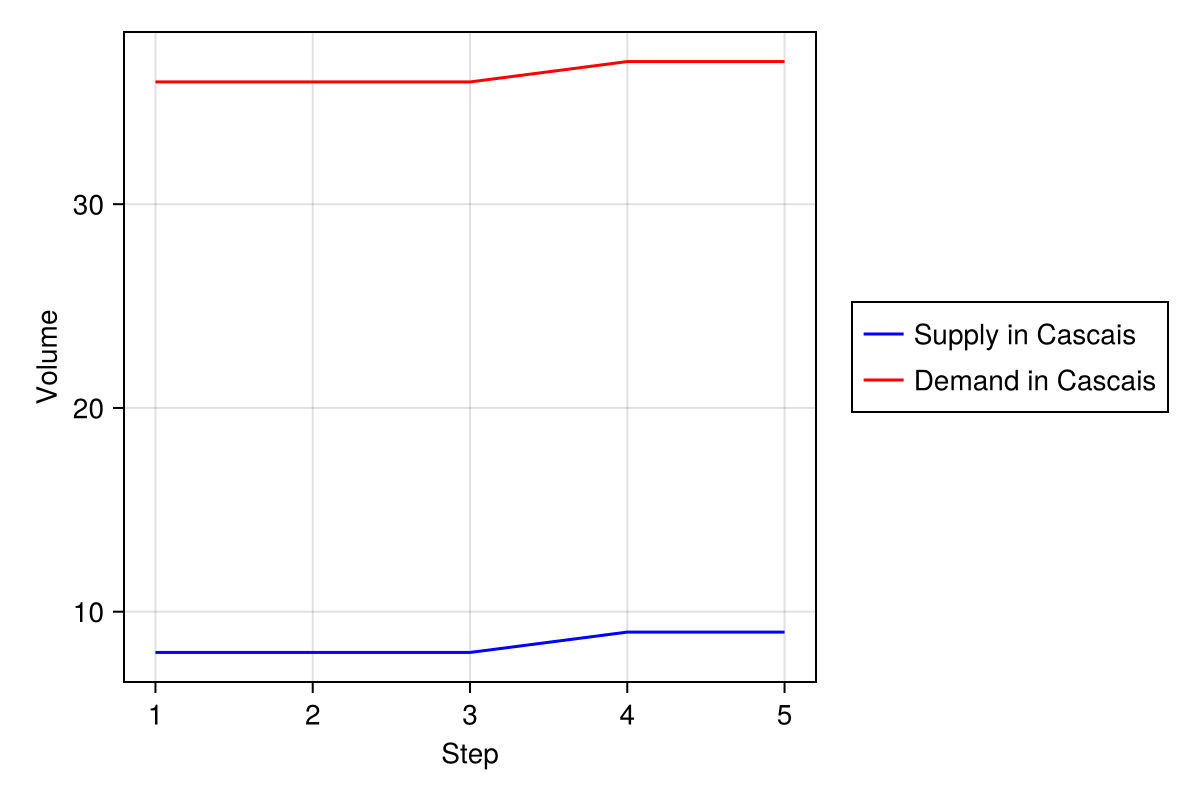 30
20
10
Volume
1 2 3 4 5
Step
Supply in Cascais
Demand in Cascais